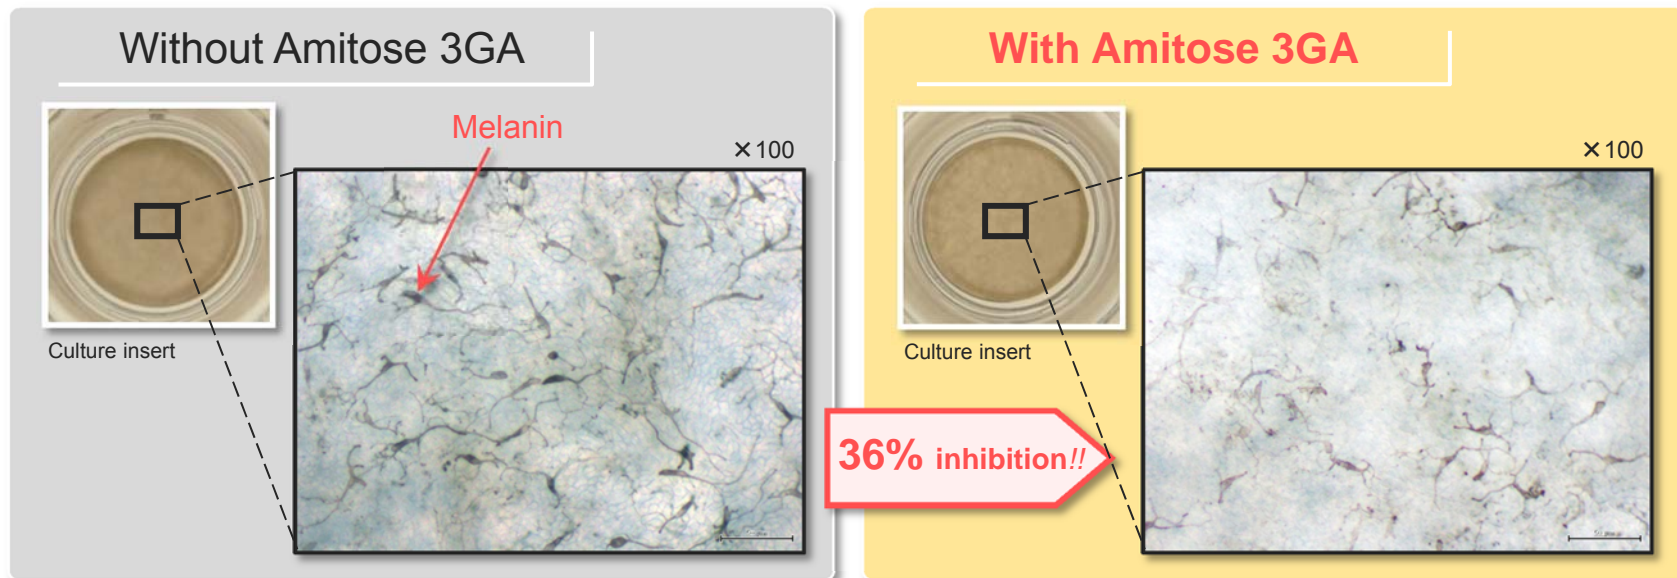 Without Amitose 3GA
Melanin
×100
Culture insert
With Amitose 3GA
×100
Culture insert
36% inhibition!!